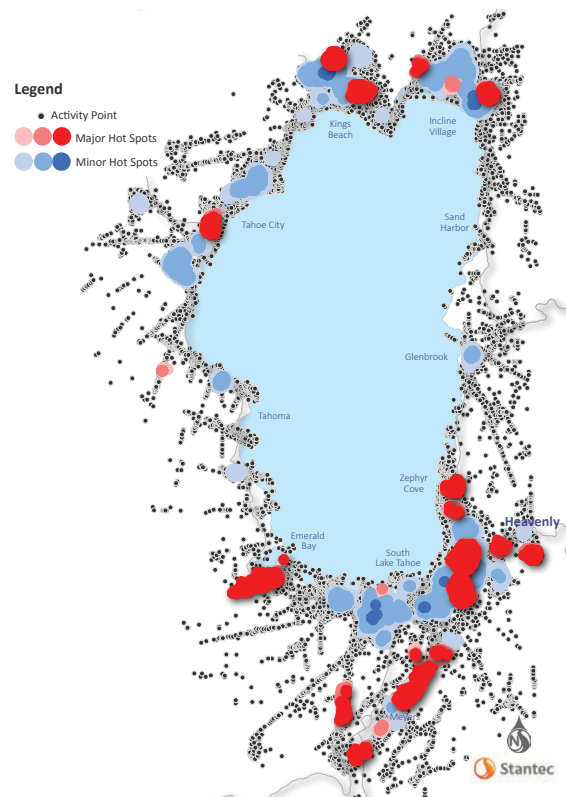 Legend
Activity Point
Major Hot Spots
Minor Hot Spots
Kings
Beach
Incline
Village
Tahoe City
Sand
Harbor
Glenbrook
Tahoma
Zephyr
Cove
Heavenly
Emerald
Bay
South
Lake Tahoe
N
Stantec